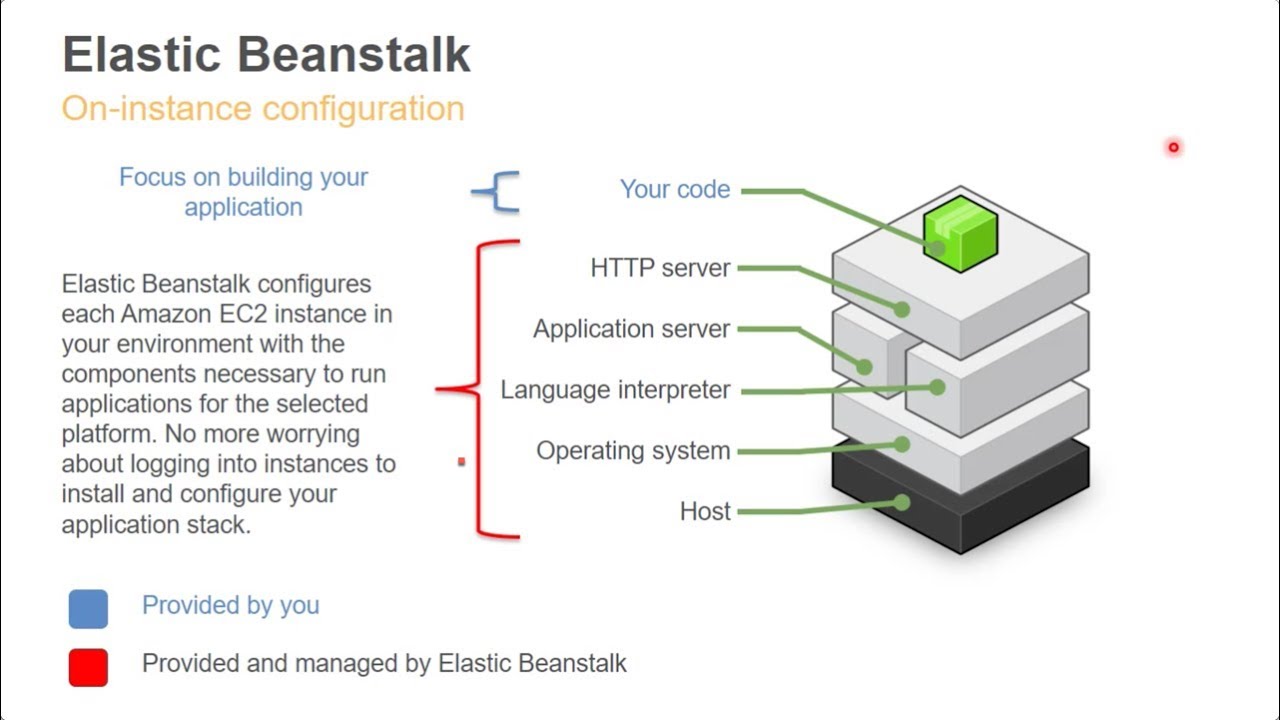 Elastic Beanstalk
On-instance configuration
Focus on building your
application
Elastic Beanstalk configures
each Amazon EC2 instance in
your environment with the
components necessary to run
applications for the selected
platform. No more worrying
about logging into instances to
install and configure your
application stack.
Your code
HTTP server
Application server
Language interpreter
Operating system
Host
Provided by you
Provided and managed by Elastic Beanstalk